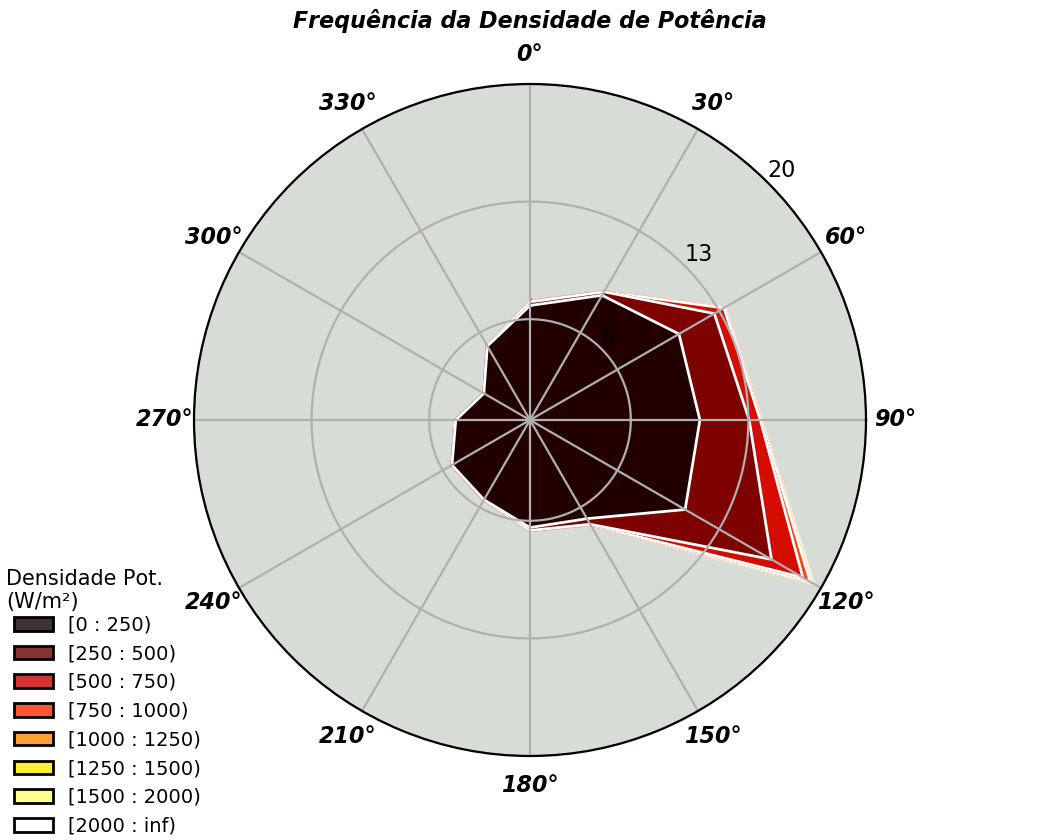 Frequência da Densidade de Potência
0°
30°
60°
90°
120°
150°
180°
210°
240°
270°
300°
330°
6
13
20
Densidade Pot.
(W/m²)
[0 : 250)
[250 : 500)
[500 : 750)
[750 : 1000)
[1000 : 1250)
[1250 : 1500)
[1500 : 2000)
[2000 : inf)